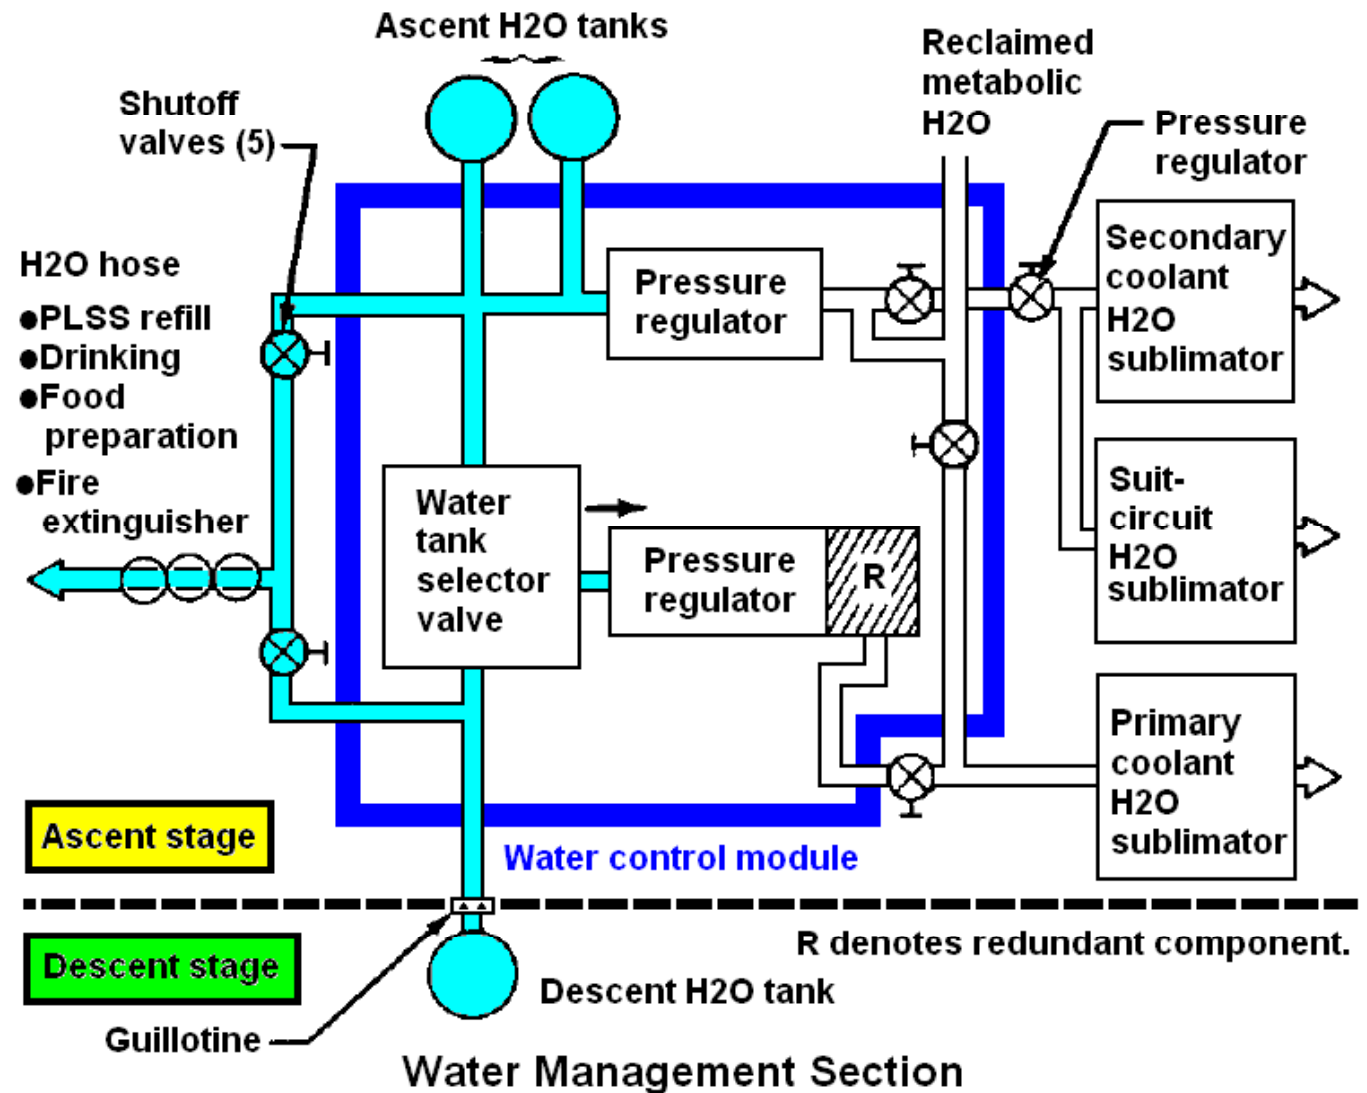 Ascent H2O tanks
Reclaimed
metabolic
H2O
Shutoff
valves (5)
Pressure
regulator
H2O hose
●PLSS refill
●Drinking
●Food
preparation
●Fire
extinguisher
Pressure
regulator
Secondary
coolant
H2O
sublimator
Water
tank
selector
valve
Pressure
regulator
R
Suit-
circuit
H2O
sublimator
Primary
coolant
H2O
sublimator
Ascent stage
Water control module
R denotes redundant component.
Descent stage
Descent H2O tank
Guillotine
Water Management Section